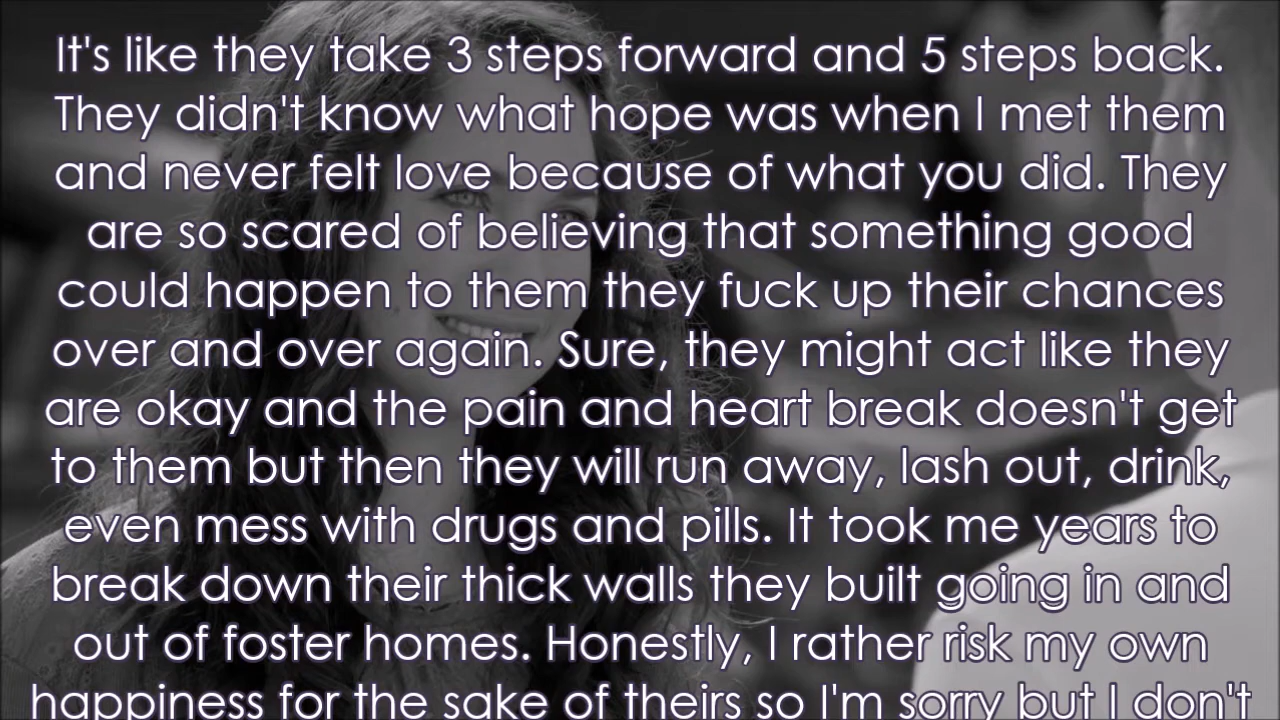 It's like they take 3 steps forward and 5 steps back.
They didn't know what hope was when I met them
and never felt love because of what you did. They
are so scared of believing that something good
could happen to them they fuck up their chances
over and over again. Sure, they might act like they
are okay and the pain and heart break doesn't get
to them but then they will run away, lash out, drink,
even mess with drugs and pills. It took me years to
break down their thick walls they built going in and
out of foster homes. Honestly, I rather risk my own
happiness for the sake of theirs so I'm sorry but I don't